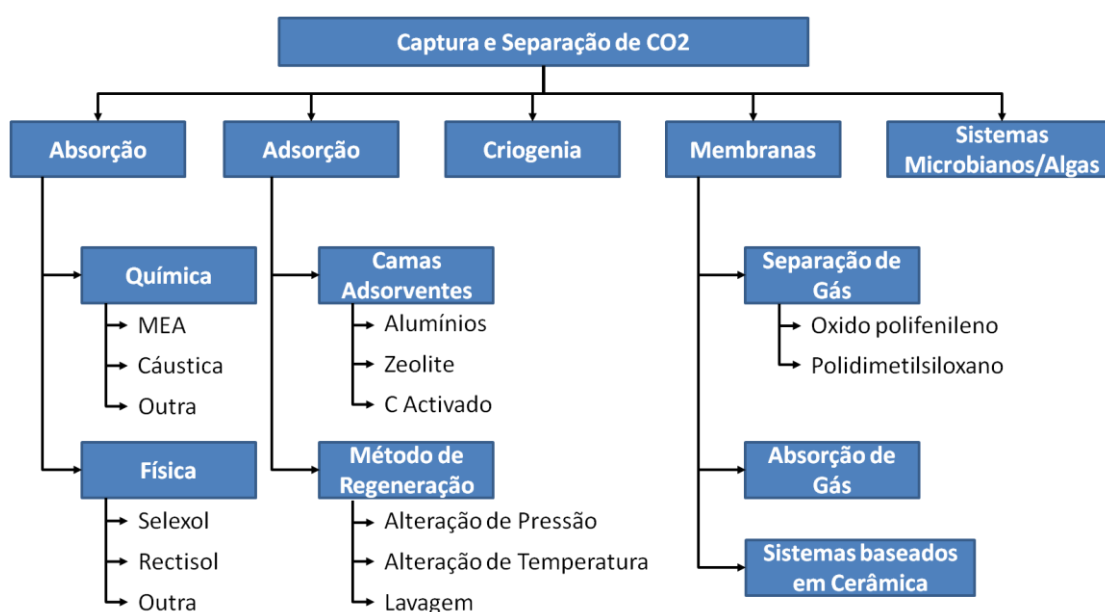 Captura e Separação de CO2
Absorção
Adsorção
Criogenia
Membranas
Sistemas
Microbianos/Algas
Química
MEA
Cáustica
Outra
Física
Selexol
Rectisol
Outra
Camas
Adsorventes
Alumínios
Zeolite
C Activado
Método de
Regeneração
Alteração de Pressão
Alteração de Temperatura
Lavagem
Separação de
Gás
Oxido polifenileno
Polidimetilsiloxano
Absorção de
Gás
Sistemas baseados
em Cerâmica